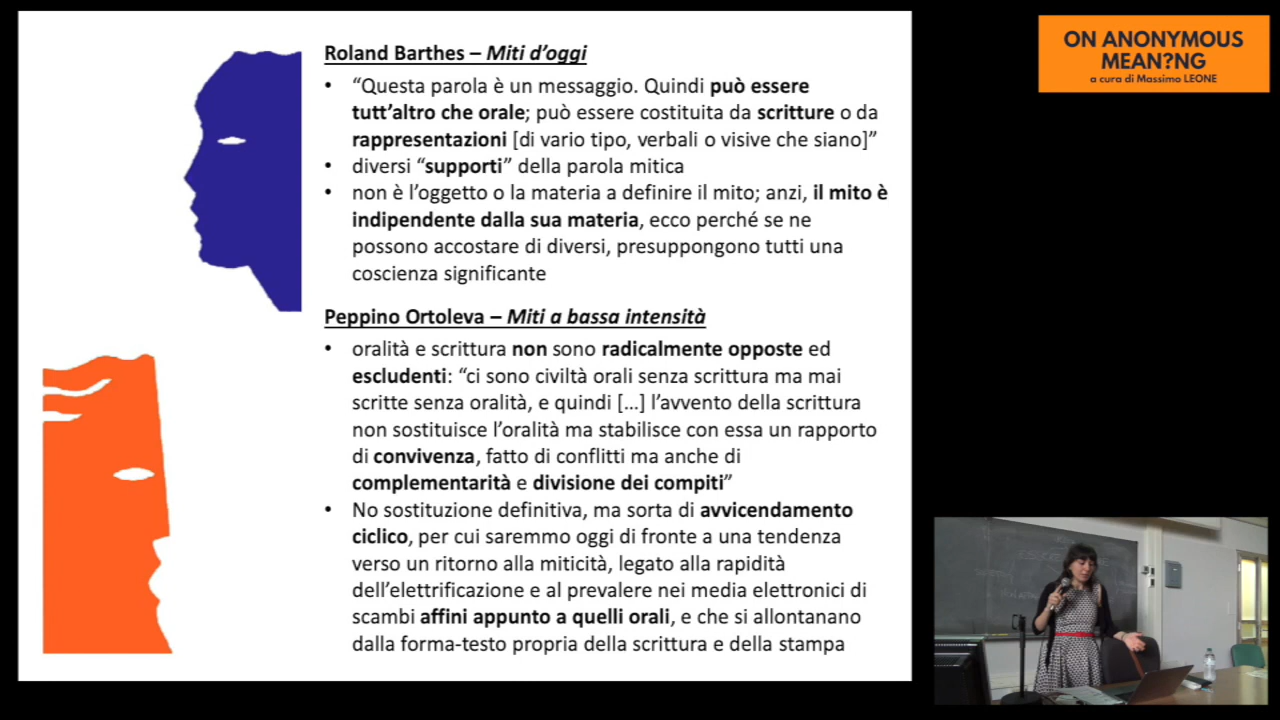 Roland Barthes – Miti d’oggi
• “Questa parola è un messaggio. Quindi può essere
tutt’altro che orale; può essere costituita da scritture o da
rappresentazioni [di vario tipo, verbali o visive che siano]”
• diversi “supporti” della parola mitica
• non è l’oggetto o la materia a definire il mito; anzi, il mito è
indipendente dalla sua materia, ecco perché se ne
possono accostare di diversi, presuppongono tutti una
coscienza significante
Peppino Ortoleva – Miti a bassa intensità
• oralità e scrittura non sono radicalmente opposte ed
escludenti: “ci sono civiltà orali senza scrittura ma mai
scritte senza oralità, e quindi […] l’avvento della scrittura
non sostituisce l’oralità ma stabilisce con essa un rapporto
di convivenza, fatto di conflitti ma anche di
complementarità e divisione dei compiti”
• No sostituzione definitiva, ma sorta di avvicendamento
ciclico, per cui saremmo oggi di fronte a una tendenza
verso un ritorno alla miticità, legato alla rapidità
dell’elettrificazione e al prevalere nei media elettronici di
scambi affini appunto a quelli orali, e che si allontanano
dalla forma-testo propria della scrittura e della stampa
ON ANONYMOUS
MEAN?NG
a cura di Massimo LEONE